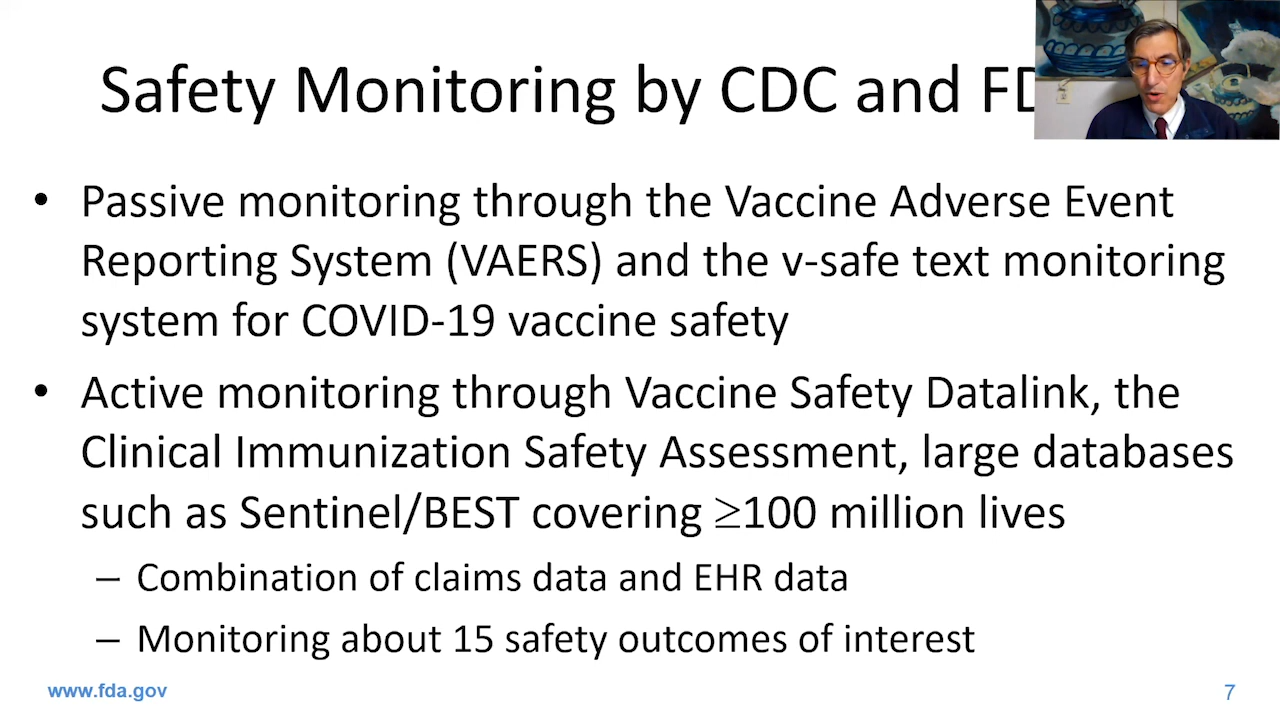 Safety Monitoring by CDC and
• Passive monitoring through the Vaccine Adverse Event
Reporting System (VAERS) and the v-safe text monitoring
system for COVID-19 vaccine safety
• Active monitoring through Vaccine Safety Datalink, the
Clinical Immunization Safety Assessment, large databases
such as Sentinel/BEST covering ≥100 million lives
– Combination of claims data and EHR data
– Monitoring about 15 safety outcomes of interest
www.fda.gov
7